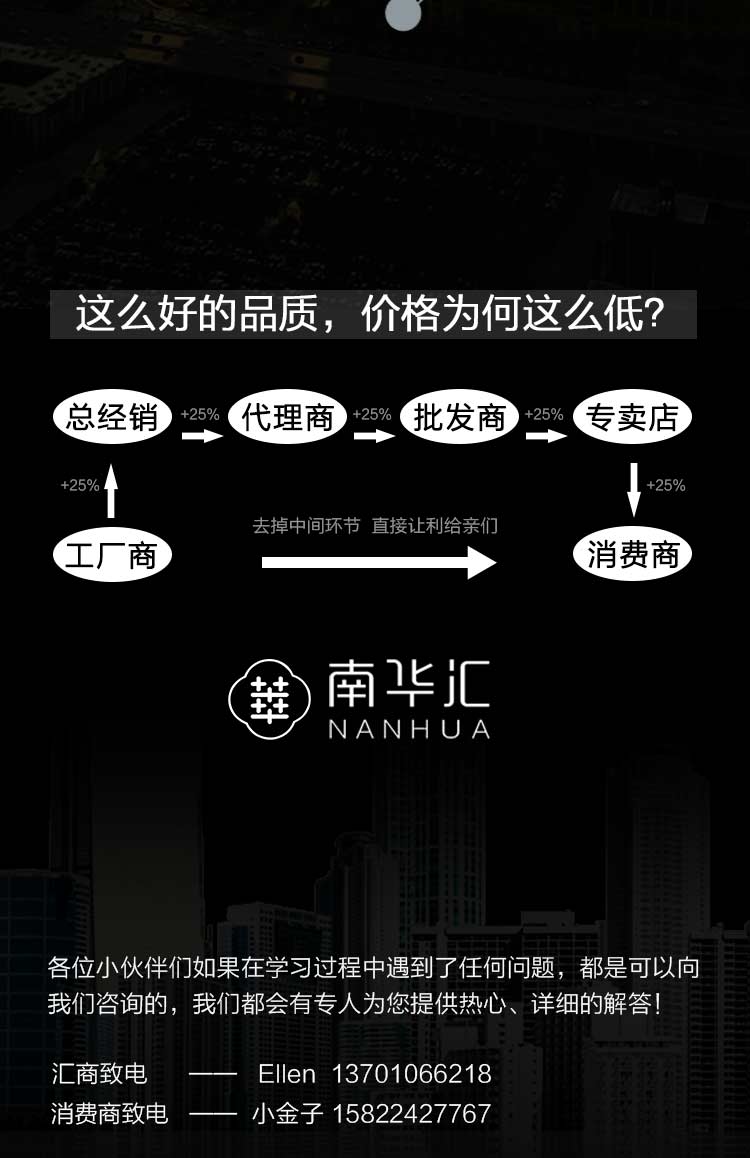 这么好的品质，价格为何这么低？
总经销 +25% 代理商 +25% 批发商 +25% 专卖店
+25% +25%
去掉中间环节 直接让利给亲们
工厂商 消费商
華
南华汇
NANHUA
各位小伙伴们如果在学习过程中遇到了任何问题，都是可以向
我们咨询的，我们都会有专人为您提供热心、详细的解答！
汇商致电 —— Ellen 13701066218
消费商致电 —— 小金子 15822427767